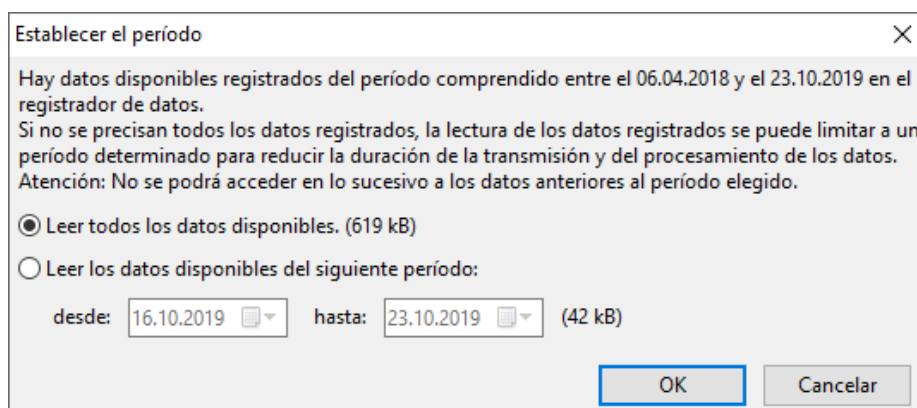 Establecer el período
Hay datos disponibles registrados del período comprendido entre el 06.04.2018 y el 23.10.2019 en el
registrador de datos.
Si no se precisan todos los datos registrados, la lectura de los datos registrados se puede limitar a un
período determinado para reducir la duración de la transmisión y del procesamiento de los datos.
Atención: No se podrá acceder en lo sucesivo a los datos anteriores al período elegido.
Leer todos los datos disponibles. (619 kB)
Leer los datos disponibles del siguiente período:
desde: 16.10.2019 hasta: 23.10.2019 (42 kB)
OK Cancelar